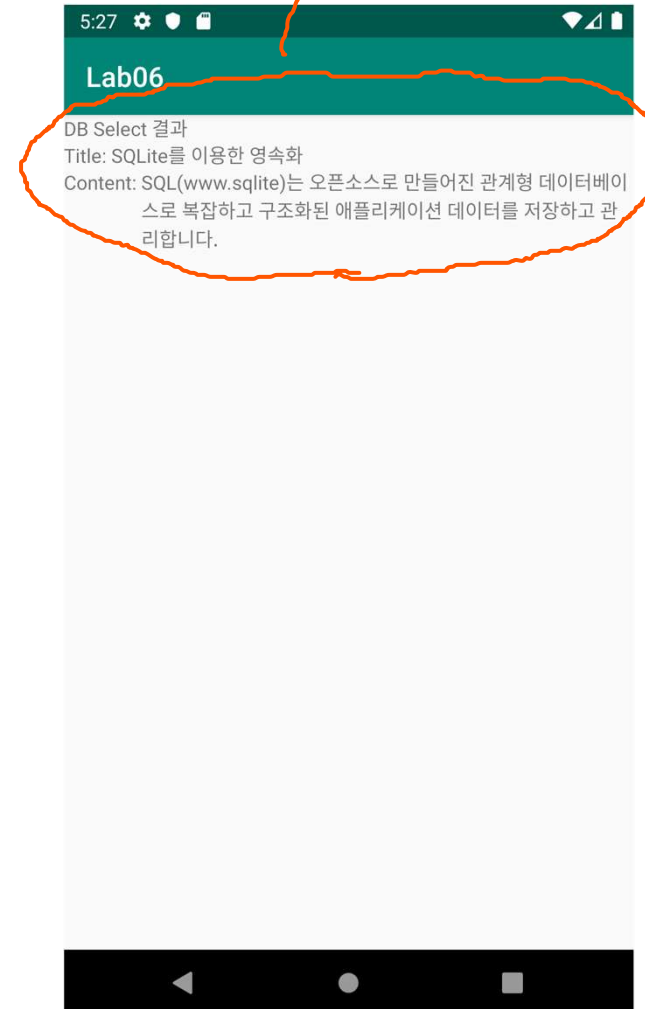 5:27
Lab06
DB Select 결과
Title: SQLite를 이용한 영속화
Content: SQL(www.sqlite)는 오픈소스로 만들어진 관계형 데이터베이
스로 복잡하고 구조화된 애플리케이션 데이터를 저장하고 관
리합니다.